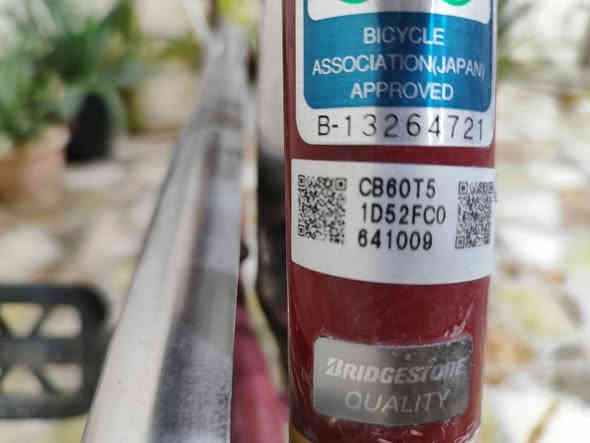 BICYCLE
ASSOCIATION(JAPAN)
APPROVED
B-13264721
CB60T5
1D52FC0
641009
BRIDGESTONE
QUALITY